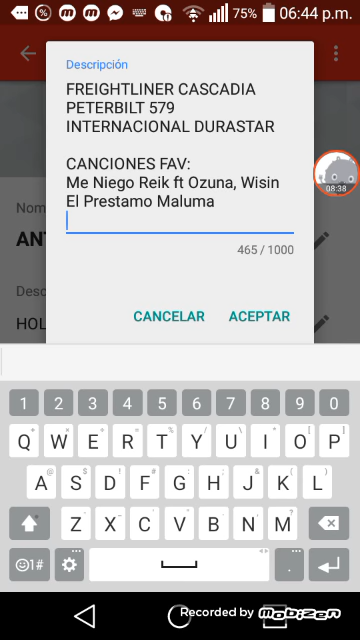 75% 06:44 p.m.
Descripción
FREIGHTLINER CASCADIA
PETERBILT 579
INTERNACIONAL DURASTAR
CANCIONES FAV:
Me Niego Reik ft Ozuna, Wisin
El Prestamo Maluma
08:38
Nom
465 / 1000
ANT
Desc
CANCELAR ACEPTAR
HOL
1 2 3 4 5 6 7 8 9 0
Q W E R T Y U I O P
A S D F G H J K L
Z X C V B N M
1#
Recorded by mobizen